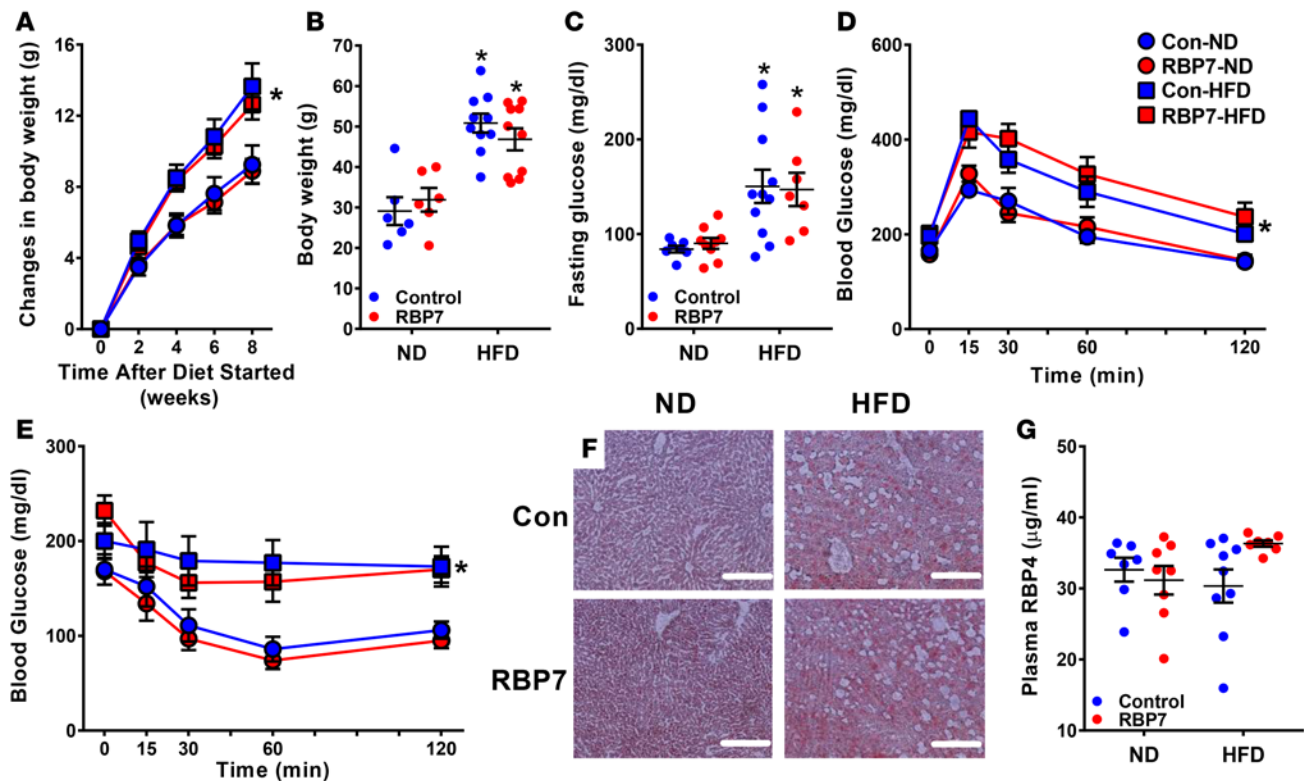 A
Changes in body weight (g)
16
12
8
4
0
0 2 4 6 8
Time After Diet Started
(weeks)
*
B
Body weight (g)
70
60
50
40
30
20
10
0
* *
Control
RBP7
ND HFD
C
Fasting glucose (mg/dl)
300
200
100
0
* *
Control
RBP7
ND HFD
D
Blood Glucose (mg/dl)
600
400
200
0
0 15 30 60 120
Time (min)
*
Con-ND
RBP7-ND
Con-HFD
RBP7-HFD
E
Blood Glucose (mg/dl)
300
200
100
0
0 15 30 60 120
Time (min)
*
F
ND HFD
Con
RBP7
G
Plasma RBP4 (μg/ml)
50
40
30
20
10
Control
RBP7
ND HFD